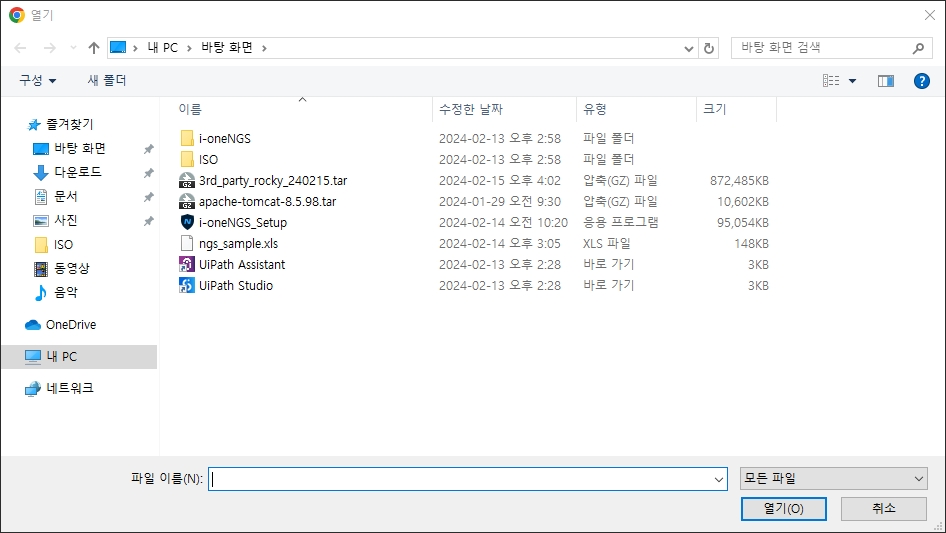 열기
내 PC › 바탕 화면 ›
바탕 화면 검색
구성 새 폴더
이름 수정한 날짜 유형 크기
즐겨찾기
바탕 화면
다운로드
문서
사진
ISO
동영상
음악
OneDrive
내 PC
네트워크
i-oneNGS 2024-02-13 오후 2:58 파일 폴더
ISO 2024-02-13 오후 2:58 파일 폴더
3rd_party_rocky_240215.tar 2024-02-15 오후 4:02 압축(GZ) 파일 872,485KB
apache-tomcat-8.5.98.tar 2024-01-29 오전 9:30 압축(GZ) 파일 10,602KB
i-oneNGS_Setup 2024-02-14 오전 10:20 응용 프로그램 95,054KB
ngs_sample.xls 2024-02-14 오후 3:05 XLS 파일 148KB
UiPath Assistant 2024-02-13 오후 2:28 바로 가기 3KB
UiPath Studio 2024-02-13 오후 2:28 바로 가기 3KB
파일 이름(N):
모든 파일
열기(O) 취소